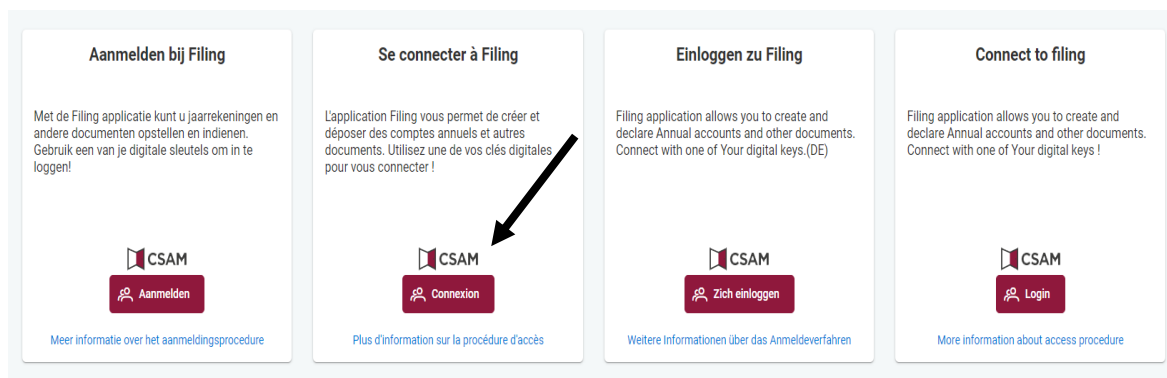 Aanmelden bij Filing
Met de Filing applicatie kunt u jaarrekeningen en
andere documenten opstellen en indienen.
Gebruik een van je digitale sleutels om in te
loggen!
CSAM
Aanmelden
Meer informatie over het aanmeldingsprocedure
Se connecter à Filing
L'application Filing vous permet de créer et
déposer des comptes annuels et autres
documents. Utilisez une de vos clés digitales
pour vous connecter !
CSAM
Connexion
Plus d'information sur la procédure d'accès
Einloggen zu Filing
Filing application allows you to create and
declare Annual accounts and other documents.
Connect with one of Your digital keys.(DE)
CSAM
Zich einloggen
Weitere Informationen über das Anmeldeverfahren
Connect to filing
Filing application allows you to create and
declare Annual accounts and other documents.
Connect with one of Your digital keys !
CSAM
Login
More information about access procedure